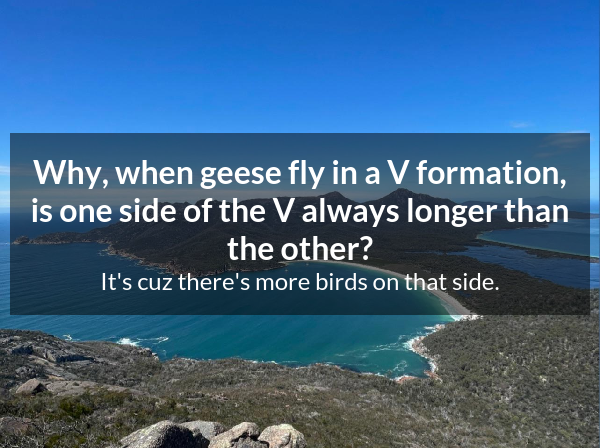 Why, when geese fly in a V formation,
is one side of the V always longer than
the other?
It's cuz there's more birds on that side.